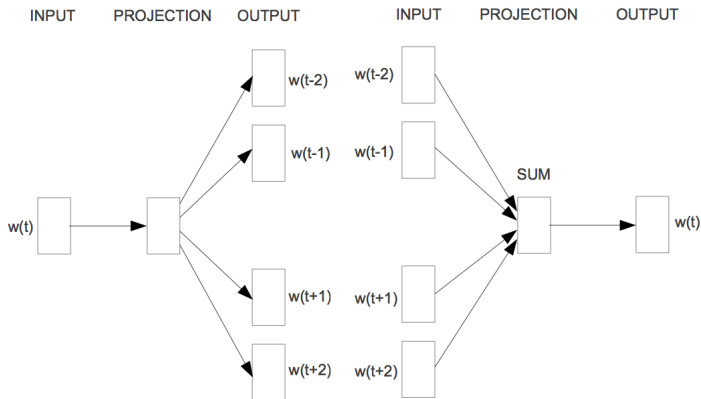 INPUT PROJECTION OUTPUT
w(t-2)
w(t-1)
w(t)
w(t+1)
w(t+2)
INPUT PROJECTION OUTPUT
w(t-2)
w(t-1)
SUM
w(t)
w(t+1)
w(t+2)